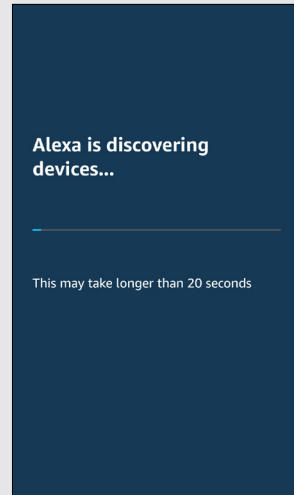 Alexa is discovering
devices...
This may take longer than 20 seconds